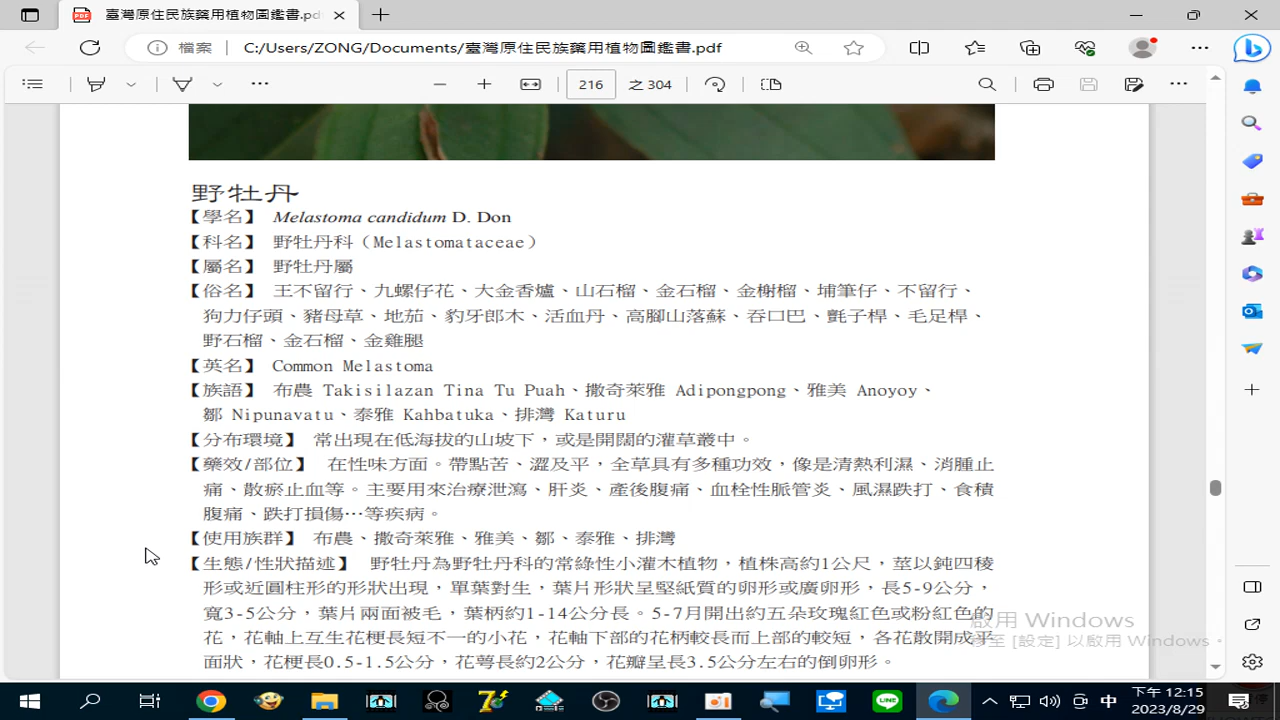 臺灣原住民族藥用植物圖鑑書.pdf
檔案
C:/Users/ZONG/Documents/臺灣原住民族藥用植物圖鑑書.pdf
216 之 304
野牡丹
【學名】 Melastoma candidum D. Don
【科名】 野牡丹科（Melastomataceae）
【屬名】 野牡丹屬
【俗名】 王不留行、九螺仔花、大金香爐、山石榴、金石榴、金榭榴、埔筆仔、不留行、
狗力仔頭、豬母草、地茄、豹牙郎木、活血丹、高腳山落蘇、吞口巴、氈子桿、毛足桿、
野石榴、金石榴、金雞腿
【英名】 Common Melastoma
【族語】 布農 Takisilazan Tina Tu Puah、撒奇萊雅 Adipongpong、雅美 Anoyoy、
鄒 Nipunavatu、泰雅 Kahbatuka、排灣 Katuru
【分布環境】 常出現在低海拔的山坡下，或是開闊的灌草叢中。
【藥效/部位】 在性味方面。帶點苦、澀及平，全草具有多種功效，像是清熱利濕、消腫止
痛、散瘀止血等。主要用來治療泄瀉、肝炎、產後腹痛、血栓性脈管炎、風濕跌打、食積
腹痛、跌打損傷…等疾病。
【使用族群】 布農、撒奇萊雅、雅美、鄒、泰雅、排灣
【生態/性狀描述】 野牡丹為野牡丹科的常綠性小灌木植物，植株高約1公尺，莖以鈍四稜
形或近圓柱形的形狀出現，單葉對生，葉片形狀呈堅紙質的卵形或廣卵形，長5-9公分，
寬3-5公分，葉片兩面被毛，葉柄約1-14公分長。5-7月開出約五朵玫瑰紅色或粉紅色的
花，花軸上互生花梗長短不一的小花，花軸下部的花柄較長而上部的較短，各花散開成平
面狀，花梗長0.5-1.5公分，花萼長約2公分，花瓣呈長3.5公分左右的倒卵形。
啟用 Windows
移至 [設定] 以啟用 Windows。
中
下午 12:15
2023/8/29